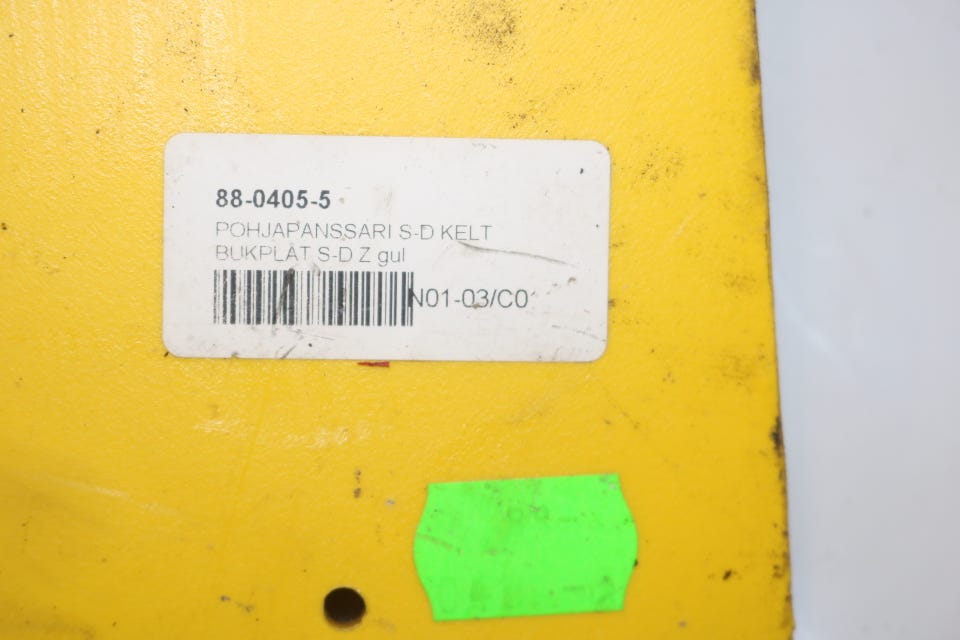 88-0405-5
POHJAPANSSARI S-D KELT
BUKPLÅT S-D Z gul
N01-03/C0